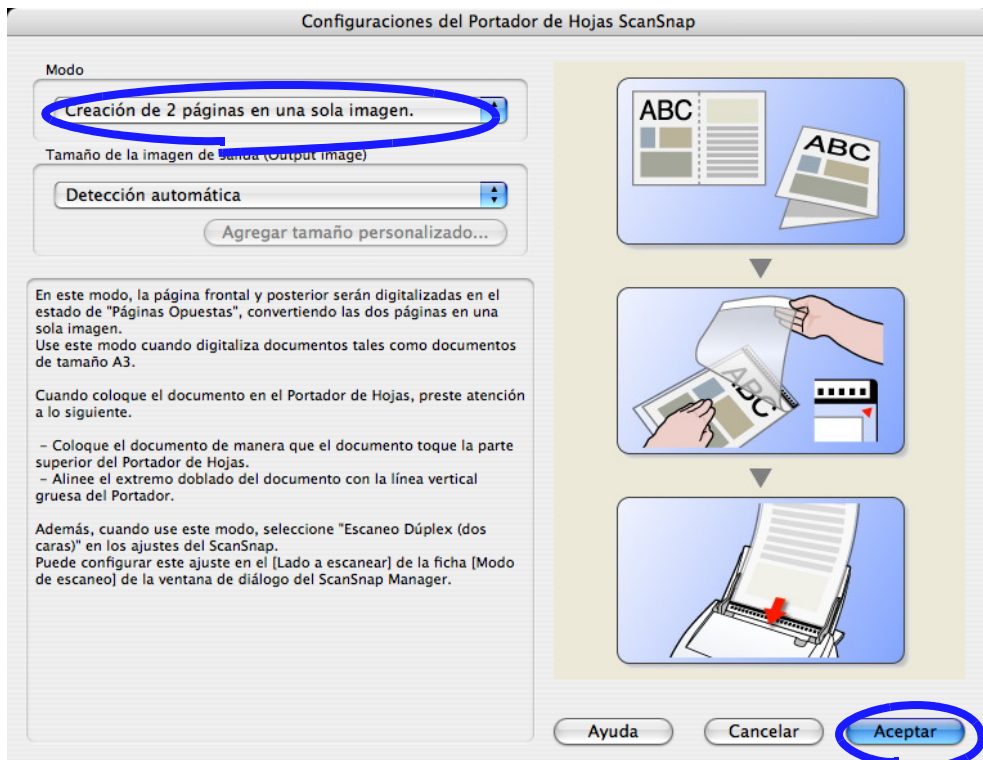 Configuraciones del Portador de Hojas ScanSnap
Modo
Creación de 2 páginas en una sola imagen.
Tamaño de la imagen de salida (Output image)
Detección automática
Agregar tamaño personalizado...
En este modo, la página frontal y posterior serán digitalizadas en el
estado de "Páginas Opuestas", convirtiendo las dos páginas en una
sola imagen.
Use este modo cuando digitaliza documentos tales como documentos
de tamaño A3.
Cuando coloque el documento en el Portador de Hojas, preste atención
a lo siguiente.
– Coloque el documento de manera que el documento toque la parte
superior del Portador de Hojas.
– Alinee el extremo doblado del documento con la línea vertical
gruesa del Portador.
Además, cuando use este modo, seleccione "Escaneo Dúplex (dos
caras)" en los ajustes del ScanSnap.
Puede configurar este ajuste en el [Lado a escanear] de la ficha [Modo
de escaneo] de la ventana de diálogo del ScanSnap Manager.
ABC
ABC
ABC
Ayuda
Cancelar
Aceptar